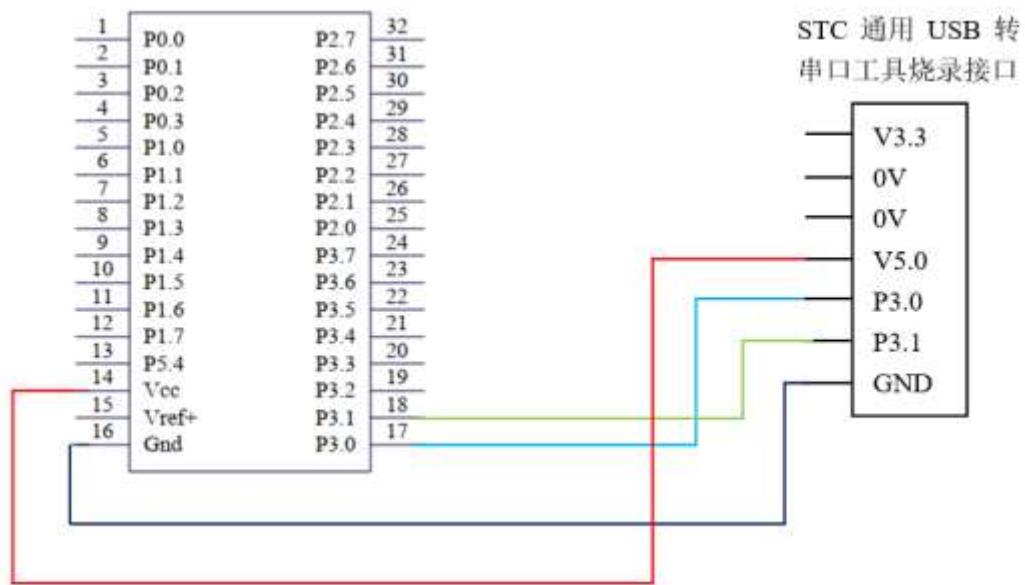 1 P0.0 P2.7 32
2 P0.1 P2.6 31
3 P0.2 P2.5 30
4 P0.3 P2.4 29
5 P1.0 P2.3 28
6 P1.1 P2.2 27
7 P1.2 P2.1 26
8 P1.3 P2.0 25
9 P1.4 P3.7 24
10 P1.5 P3.6 23
11 P1.6 P3.5 22
12 P1.7 P3.4 21
13 P5.4 P3.3 20
14 Vcc P3.2 19
15 Vref+ P3.1 18
16 Gnd P3.0 17
STC 通用 USB 转
串口工具烧录接口
V3.3
0V
0V
V5.0
P3.0
P3.1
GND